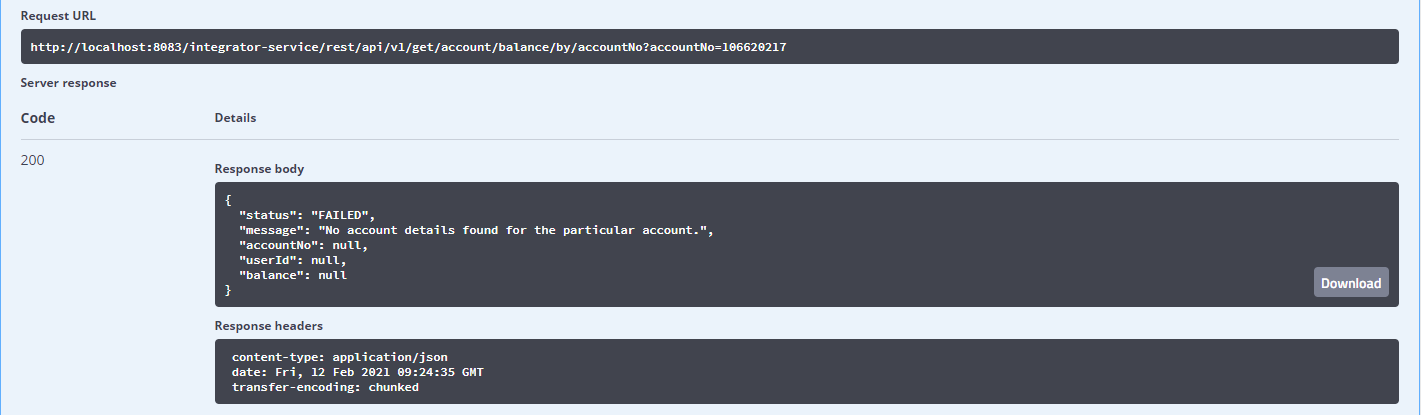 Request URL
http://localhost:8083/integrator-service/rest/api/v1/get/account/balance/by/accountNo?accountNo=106620217
Server response
Code Details
200
Response body
{
  "status": "FAILED",
  "message": "No account details found for the particular account.",
  "accountNo": null,
  "userId": null,
  "balance": null
}
Download
Response headers
content-type: application/json
date: Fri, 12 Feb 2021 09:24:35 GMT
transfer-encoding: chunked